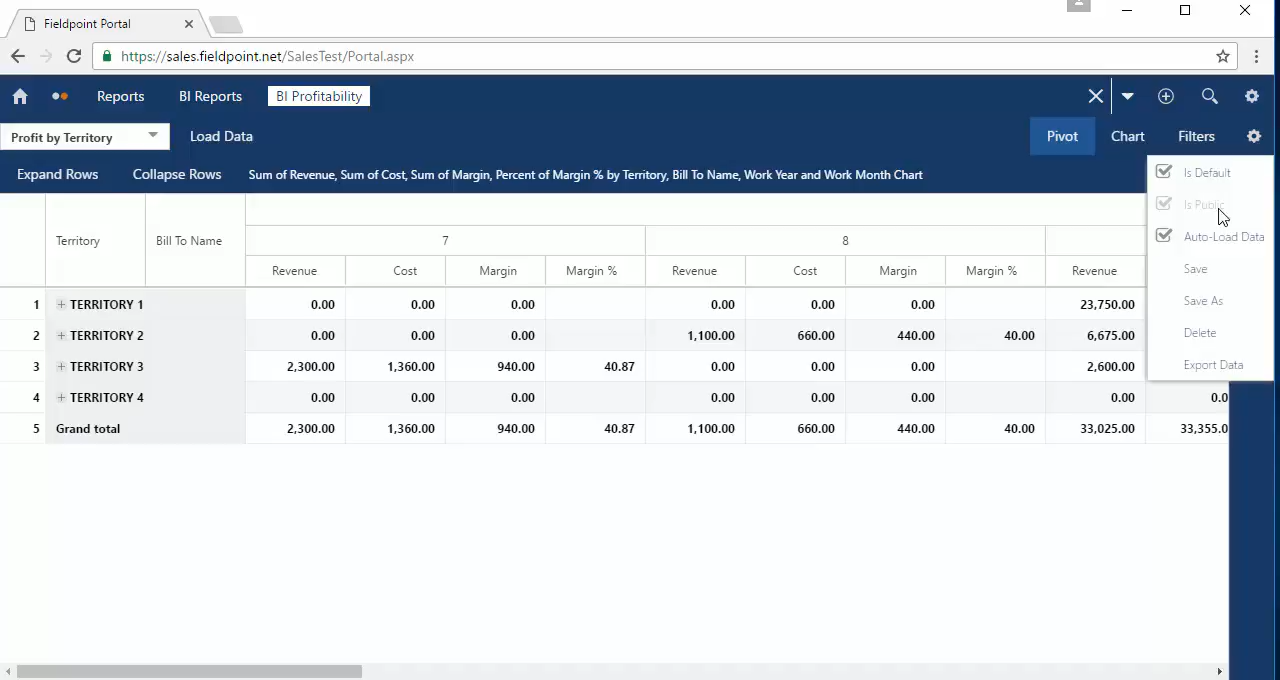 Fieldpoint Portal
https://sales.fieldpoint.net/SalesTest/Portal.aspx
Reports BI Reports BI Profitability
Profit by Territory Load Data Pivot Chart Filters
Expand Rows Collapse Rows Sum of Revenue, Sum of Cost, Sum of Margin, Percent of Margin % by Territory, Bill To Name, Work Year and Work Month Chart
Is Default
Is Public
Auto-Load Data
Save
Save As
Delete
Export Data
Territory Bill To Name 7 8
Revenue Cost Margin Margin % Revenue Cost Margin Margin % Revenue
1 TERRITORY 1 0.00 0.00 0.00 0.00 0.00 0.00 23,750.00
2 TERRITORY 2 0.00 0.00 0.00 1,100.00 660.00 440.00 40.00 6,675.00
3 TERRITORY 3 2,300.00 1,360.00 940.00 40.87 0.00 0.00 0.00 2,600.00
4 TERRITORY 4 0.00 0.00 0.00 0.00 0.00 0.00 0.00 0.0
5 Grand total 2,300.00 1,360.00 940.00 40.87 1,100.00 660.00 440.00 40.00 33,025.00 33,355.0